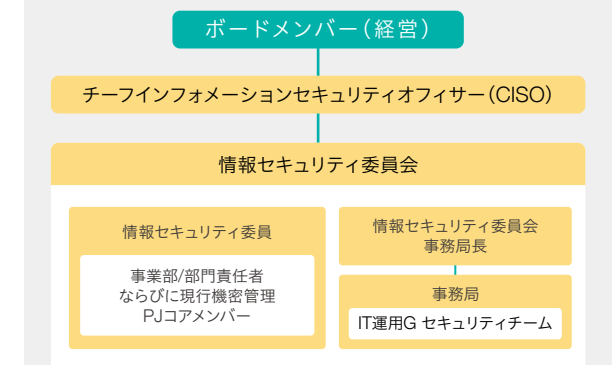 ボードメンバー（経営）
チーフインフォメーションセキュリティオフィサー（CISO）
情報セキュリティ委員会
情報セキュリティ委員
事業部/部門責任者
ならびに現行機密管理
PJコアメンバー
情報セキュリティ委員会
事務局長
事務局
IT運用G セキュリティチーム